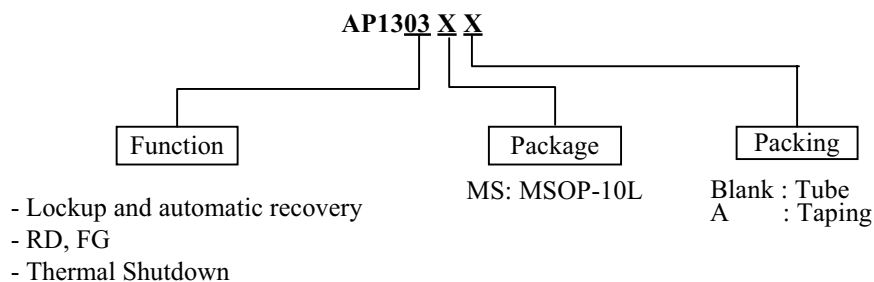 AP1303 X X
Function
Package
Packing
- Lockup and automatic recovery
- RD, FG
- Thermal Shutdown
MS: MSOP-10L
Blank : Tube
A : Taping